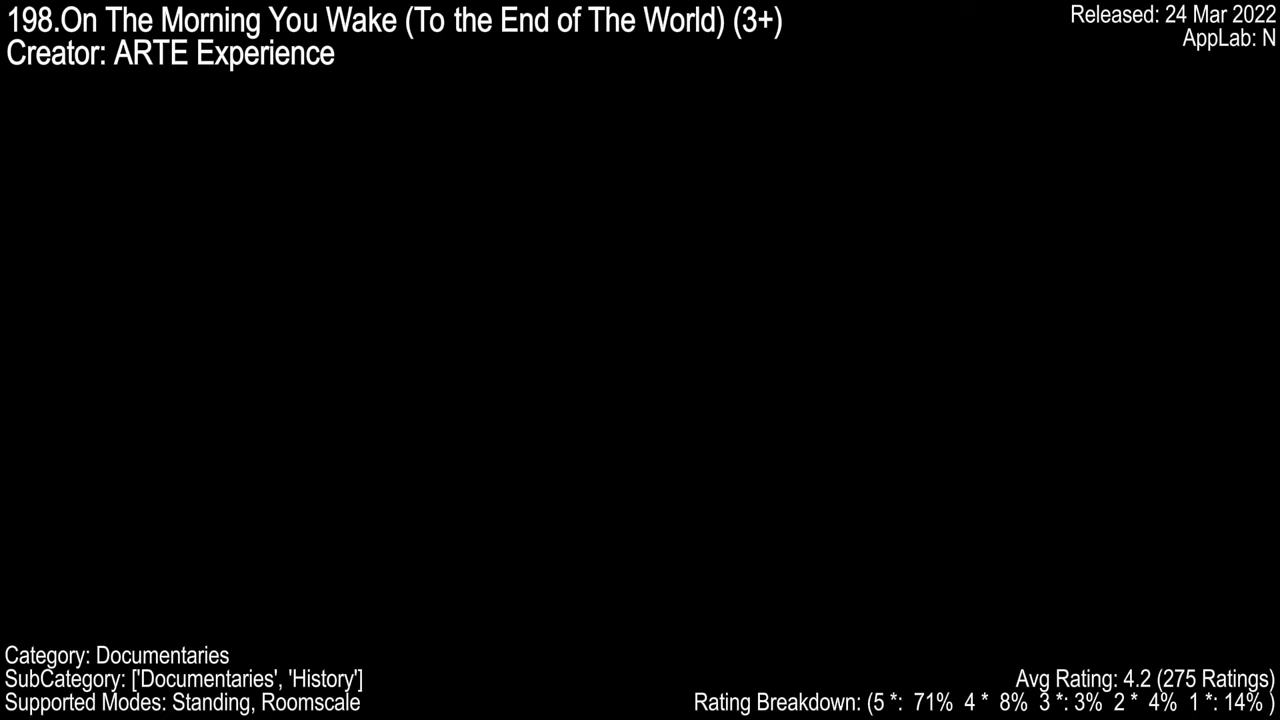 198.On The Morning You Wake (To the End of The World) (3+)
Creator: ARTE Experience
Released: 24 Mar 2022
AppLab: N
Category: Documentaries
SubCategory: ['Documentaries', 'History']
Supported Modes: Standing, Roomscale
Avg Rating: 4.2 (275 Ratings)
Rating Breakdown: (5 *: 71% 4 * 8% 3 *: 3% 2 * 4% 1 *: 14% )